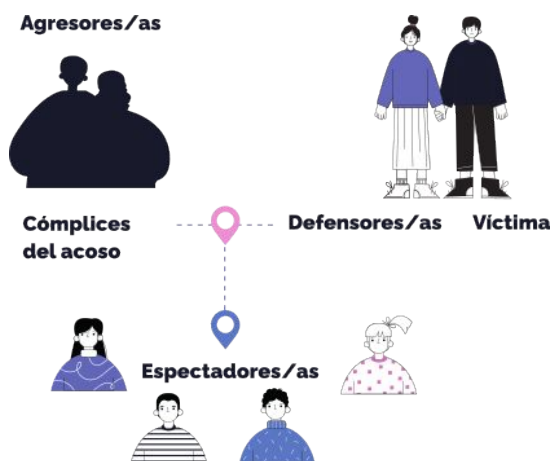 Agresores/as
Cómplices
del acoso
Defensores/as
Víctima
Espectadores/as